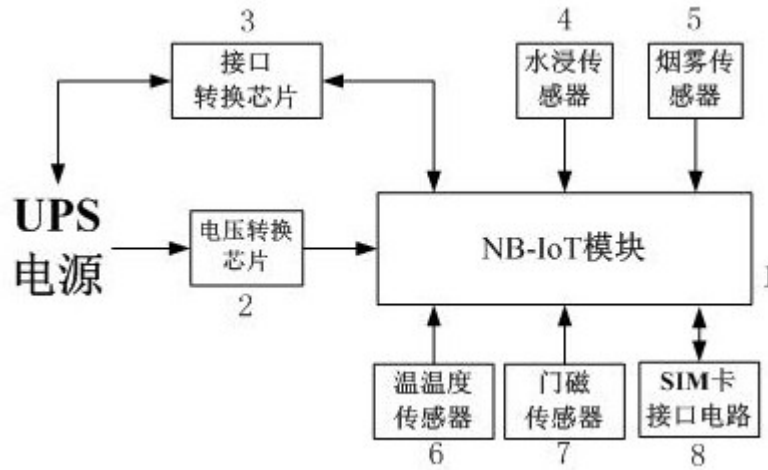 3
接口
转换芯片
4
水浸传
感器
5
烟雾传
感器
UPS
电源
电压转换
芯片
2
NB-IoT模块
1
温温度
传感器
6
门磁
传感器
7
SIM卡
接口电路
8